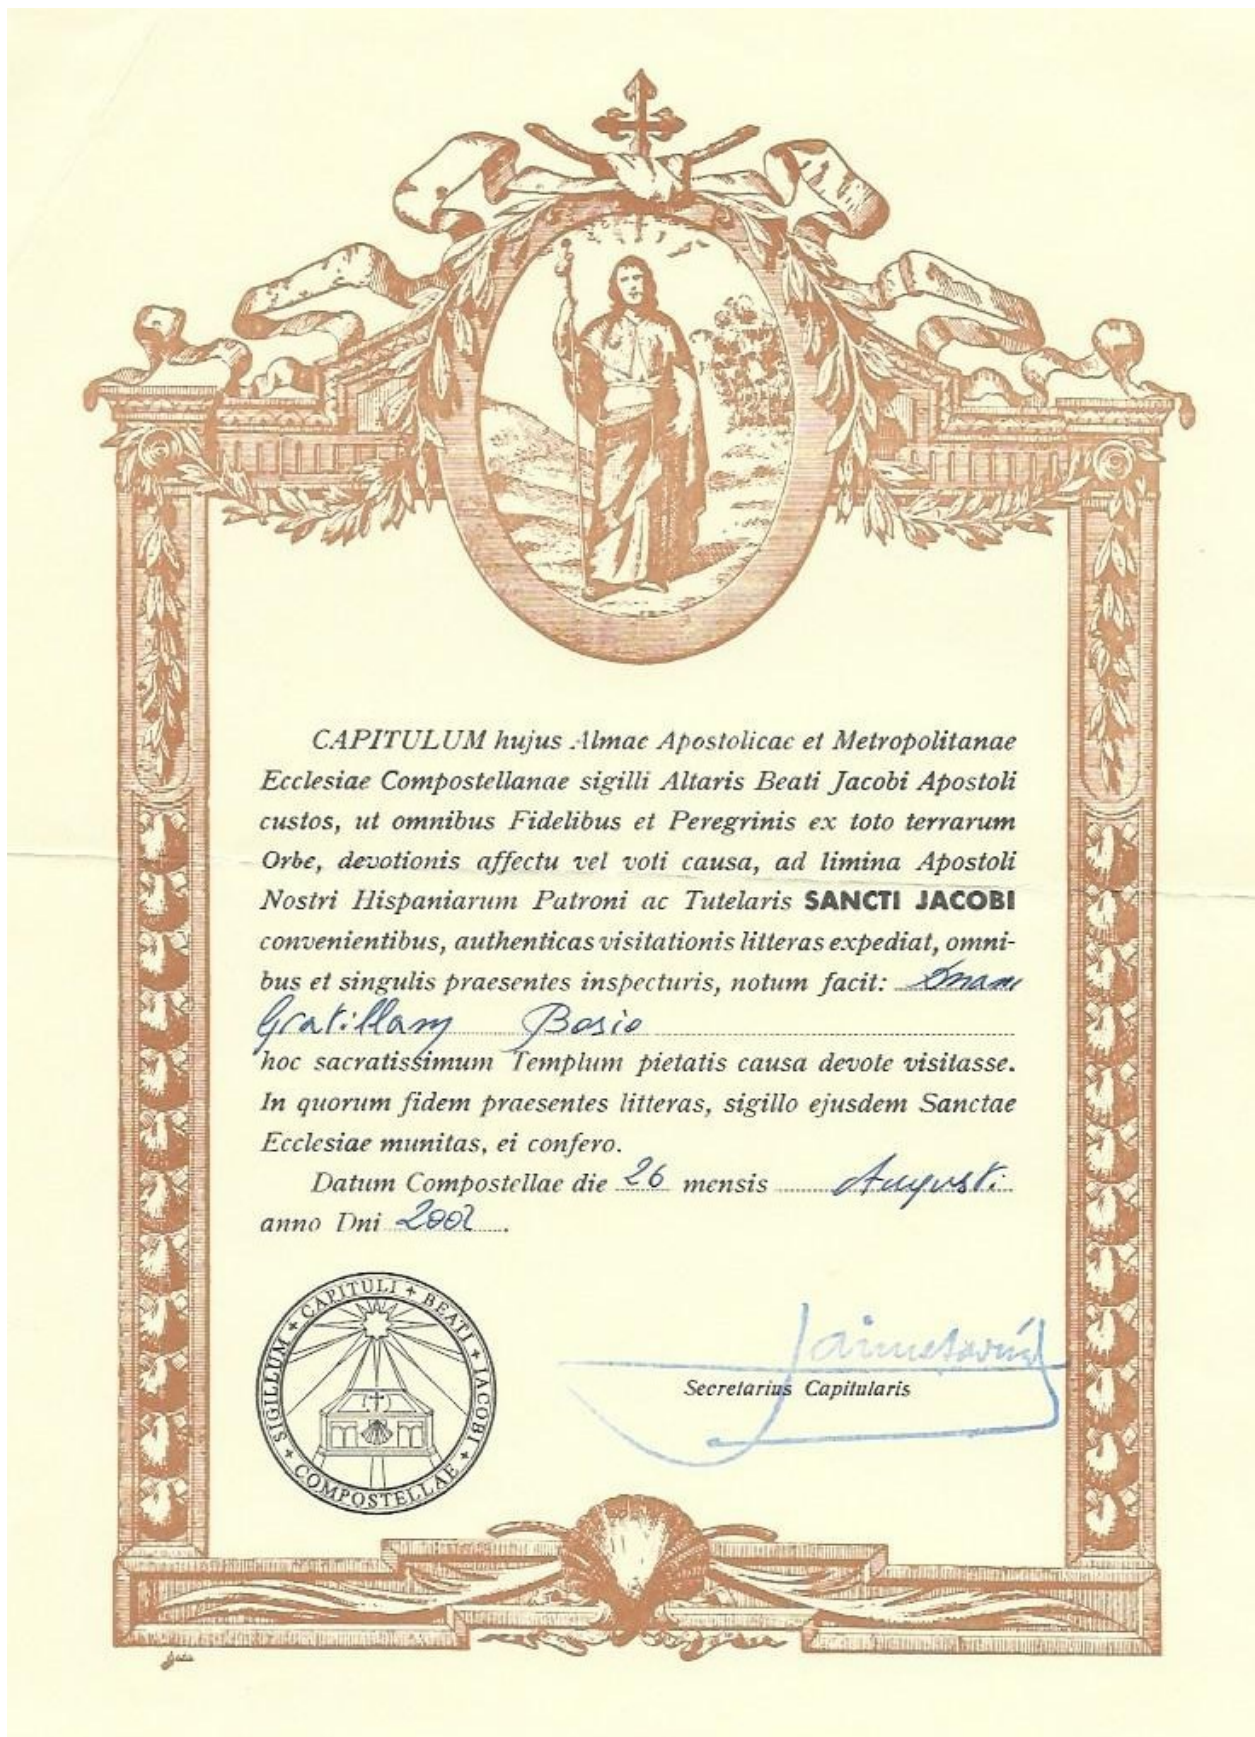 CAPITULUM hujus Almae Apostolicae et Metropolitanae
Ecclesiae Compostellanae sigilli Altaris Beati Jacobi Apostoli
custos, ut omnibus Fidelibus et Peregrinis ex toto terrarum
Orbe, devotionis affectu vel voti causa, ad limina Apostoli
Nostri Hispaniarum Patroni ac Tutelaris SANCTI JACOBI
convenientibus, authenticas visitationis litteras expediat, omni-
bus et singulis praesentes inspecturis, notum facit: Dnam
Gratillam Bosio
hoc sacratissimum Templum pietatis causa devote visitasse.
In quorum fidem praesentes litteras, sigillo ejusdem Sanctae
Ecclesiae munitas, ei confero.
Datum Compostellae die 26 mensis Augusti
anno Dni 2002.
SIGILLUM + CAPITULI + BEATI + IACOBI + COMPOSTELLAE +
Secretarius Capitularis